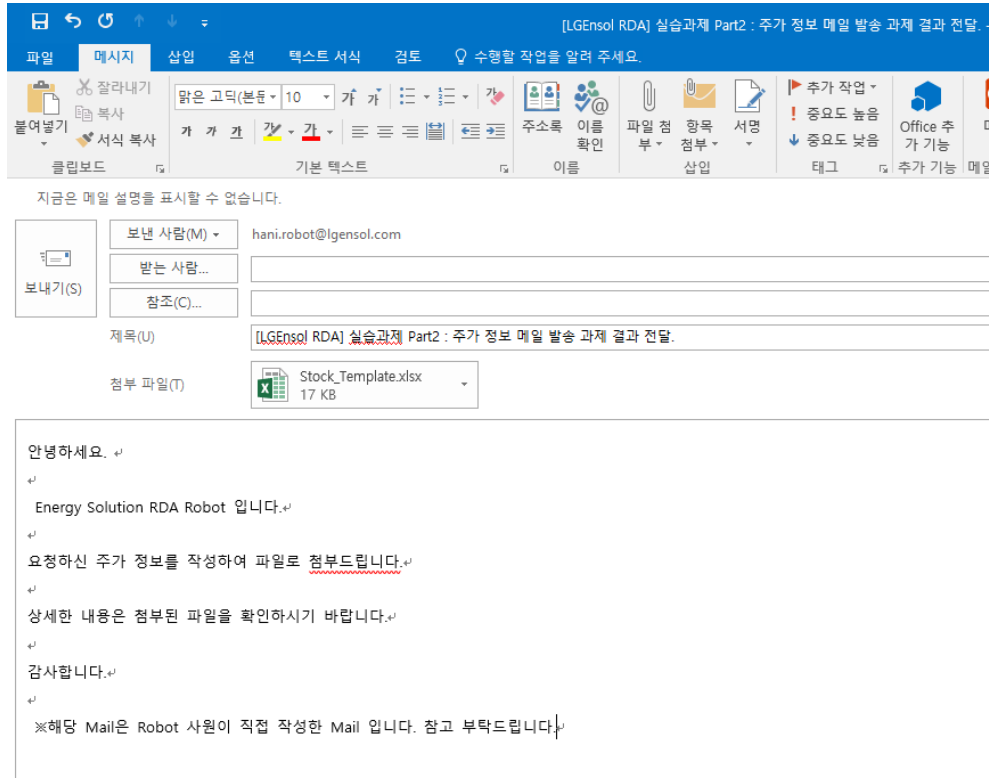 [LGEnsol RDA] 실습과제 Part2 : 주가 정보 메일 발송 과제 결과 전달. -
파일 메시지 삽입 옵션 텍스트 서식 검토 수행할 작업을 알려 주세요.
붙여넣기 잘라내기 복사 서식 복사
맑은 고딕(본문 10 가 가
가 가 가 간 가
주소록 이름 확인 파일 첨부 항목 첨부 서명
추가 작업
중요도 높음
중요도 낮음
Office 추가 기능
클립보드 기본 텍스트 이름 삽입 태그 추가 기능
지금은 메일 설명을 표시할 수 없습니다.
보내기(S)
보낸 사람(M) hani.robot@lgensol.com
받는 사람...
참조(C)...
제목(U) [LGEnsol RDA] 실습과제 Part2 : 주가 정보 메일 발송 과제 결과 전달.
첨부 파일(T) Stock_Template.xlsx
17 KB
안녕하세요.
Energy Solution RDA Robot 입니다.
요청하신 주가 정보를 작성하여 파일로 첨부드립니다.
상세한 내용은 첨부된 파일을 확인하시기 바랍니다.
감사합니다.
※해당 Mail은 Robot 사원이 직접 작성한 Mail 입니다. 참고 부탁드립니다.